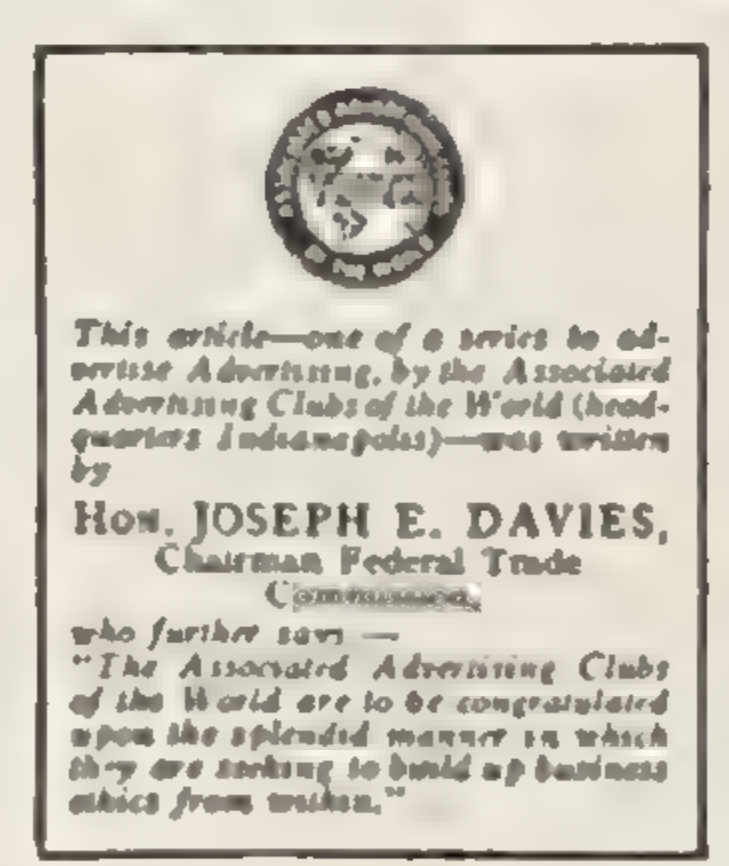 This article—one of a series to ad-
vertise Advertising, by the Associated
Advertising Clubs of the World (head-
quarters Indianapolis)—was written
by
Hon. JOSEPH E. DAVIES,
Chairman Federal Trade
Commission,
who further says —
"The Associated Advertising Clubs
of the World are to be congratulated
upon the splendid manner in which
they are seeking to build up business
ethics from within."